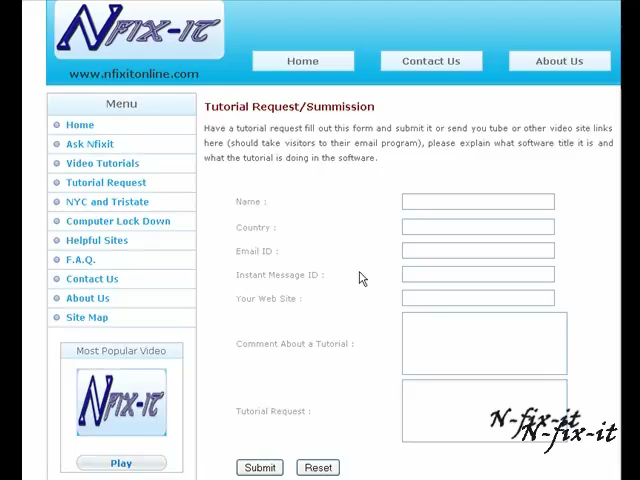 NFIX-IT
www.nfixitonline.com
Home
Contact Us
About Us
Menu
Home
Ask Nfixit
Video Tutorials
Tutorial Request
NYC and Tristate
Computer Lock Down
Helpful Sites
F.A.Q.
Contact Us
About Us
Site Map
Most Popular Video
NFIX-IT
Play
Tutorial Request/Summission
Have a tutorial request fill out this form and submit it or send you tube or other video site links
here (should take visitors to their email program), please explain what software title it is and
what the tutorial is doing in the software.
Name :
Country :
Email ID :
Instant Message ID :
Your Web Site :
Comment About a Tutorial :
Tutorial Request :
Submit
Reset
N-fix-it
N-fix-it